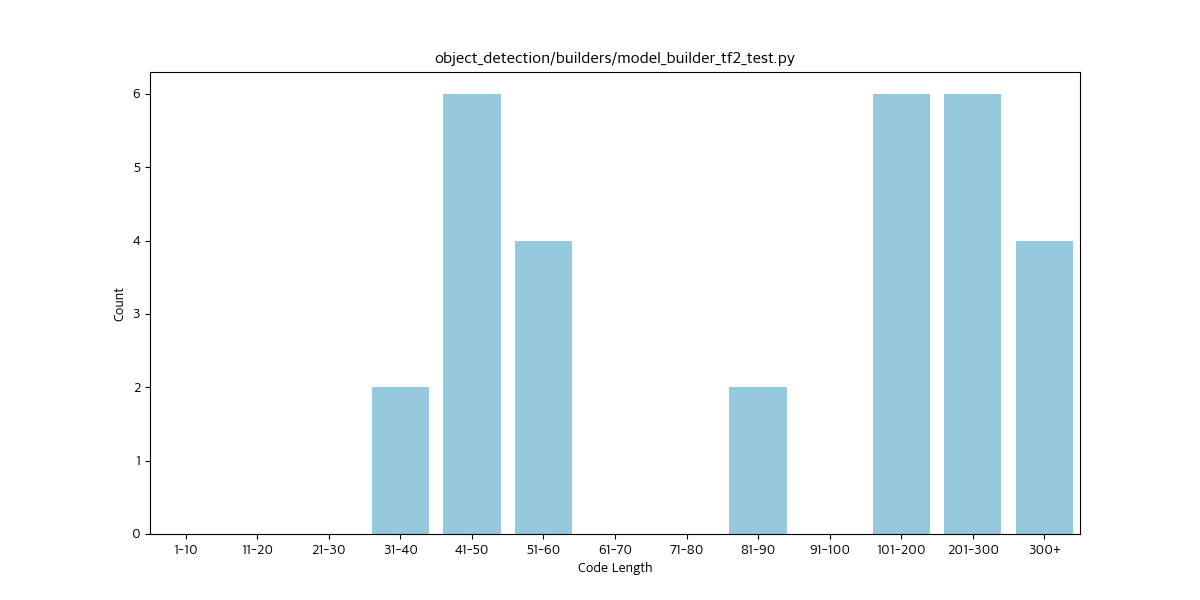 object_detection/builders/model_builder_tf2_test.py
6
5
4
3
2
1
0
Count
1-10 11-20 21-30 31-40 41-50 51-60 61-70 71-80 81-90 91-100 101-200 201-300 300+
Code Length